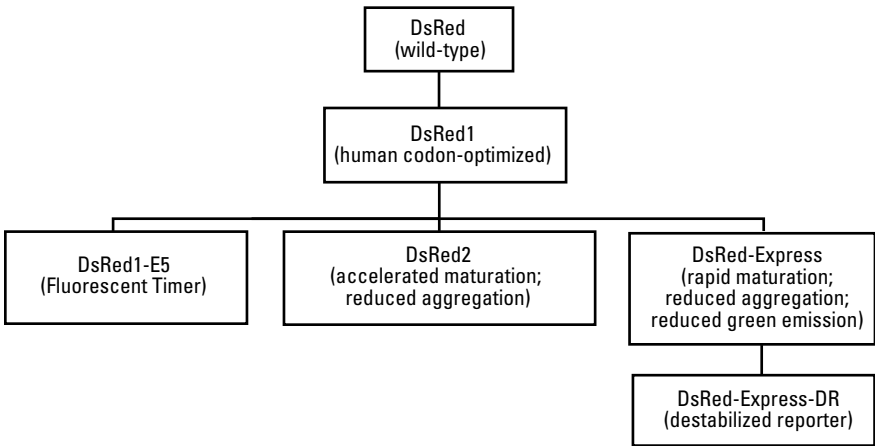 DsRed
(wild-type)
DsRed1
(human codon-optimized)
DsRed1-E5
(Fluorescent Timer)
DsRed2
(accelerated maturation;
reduced aggregation)
DsRed-Express
(rapid maturation;
reduced aggregation;
reduced green emission)
DsRed-Express-DR
(destabilized reporter)